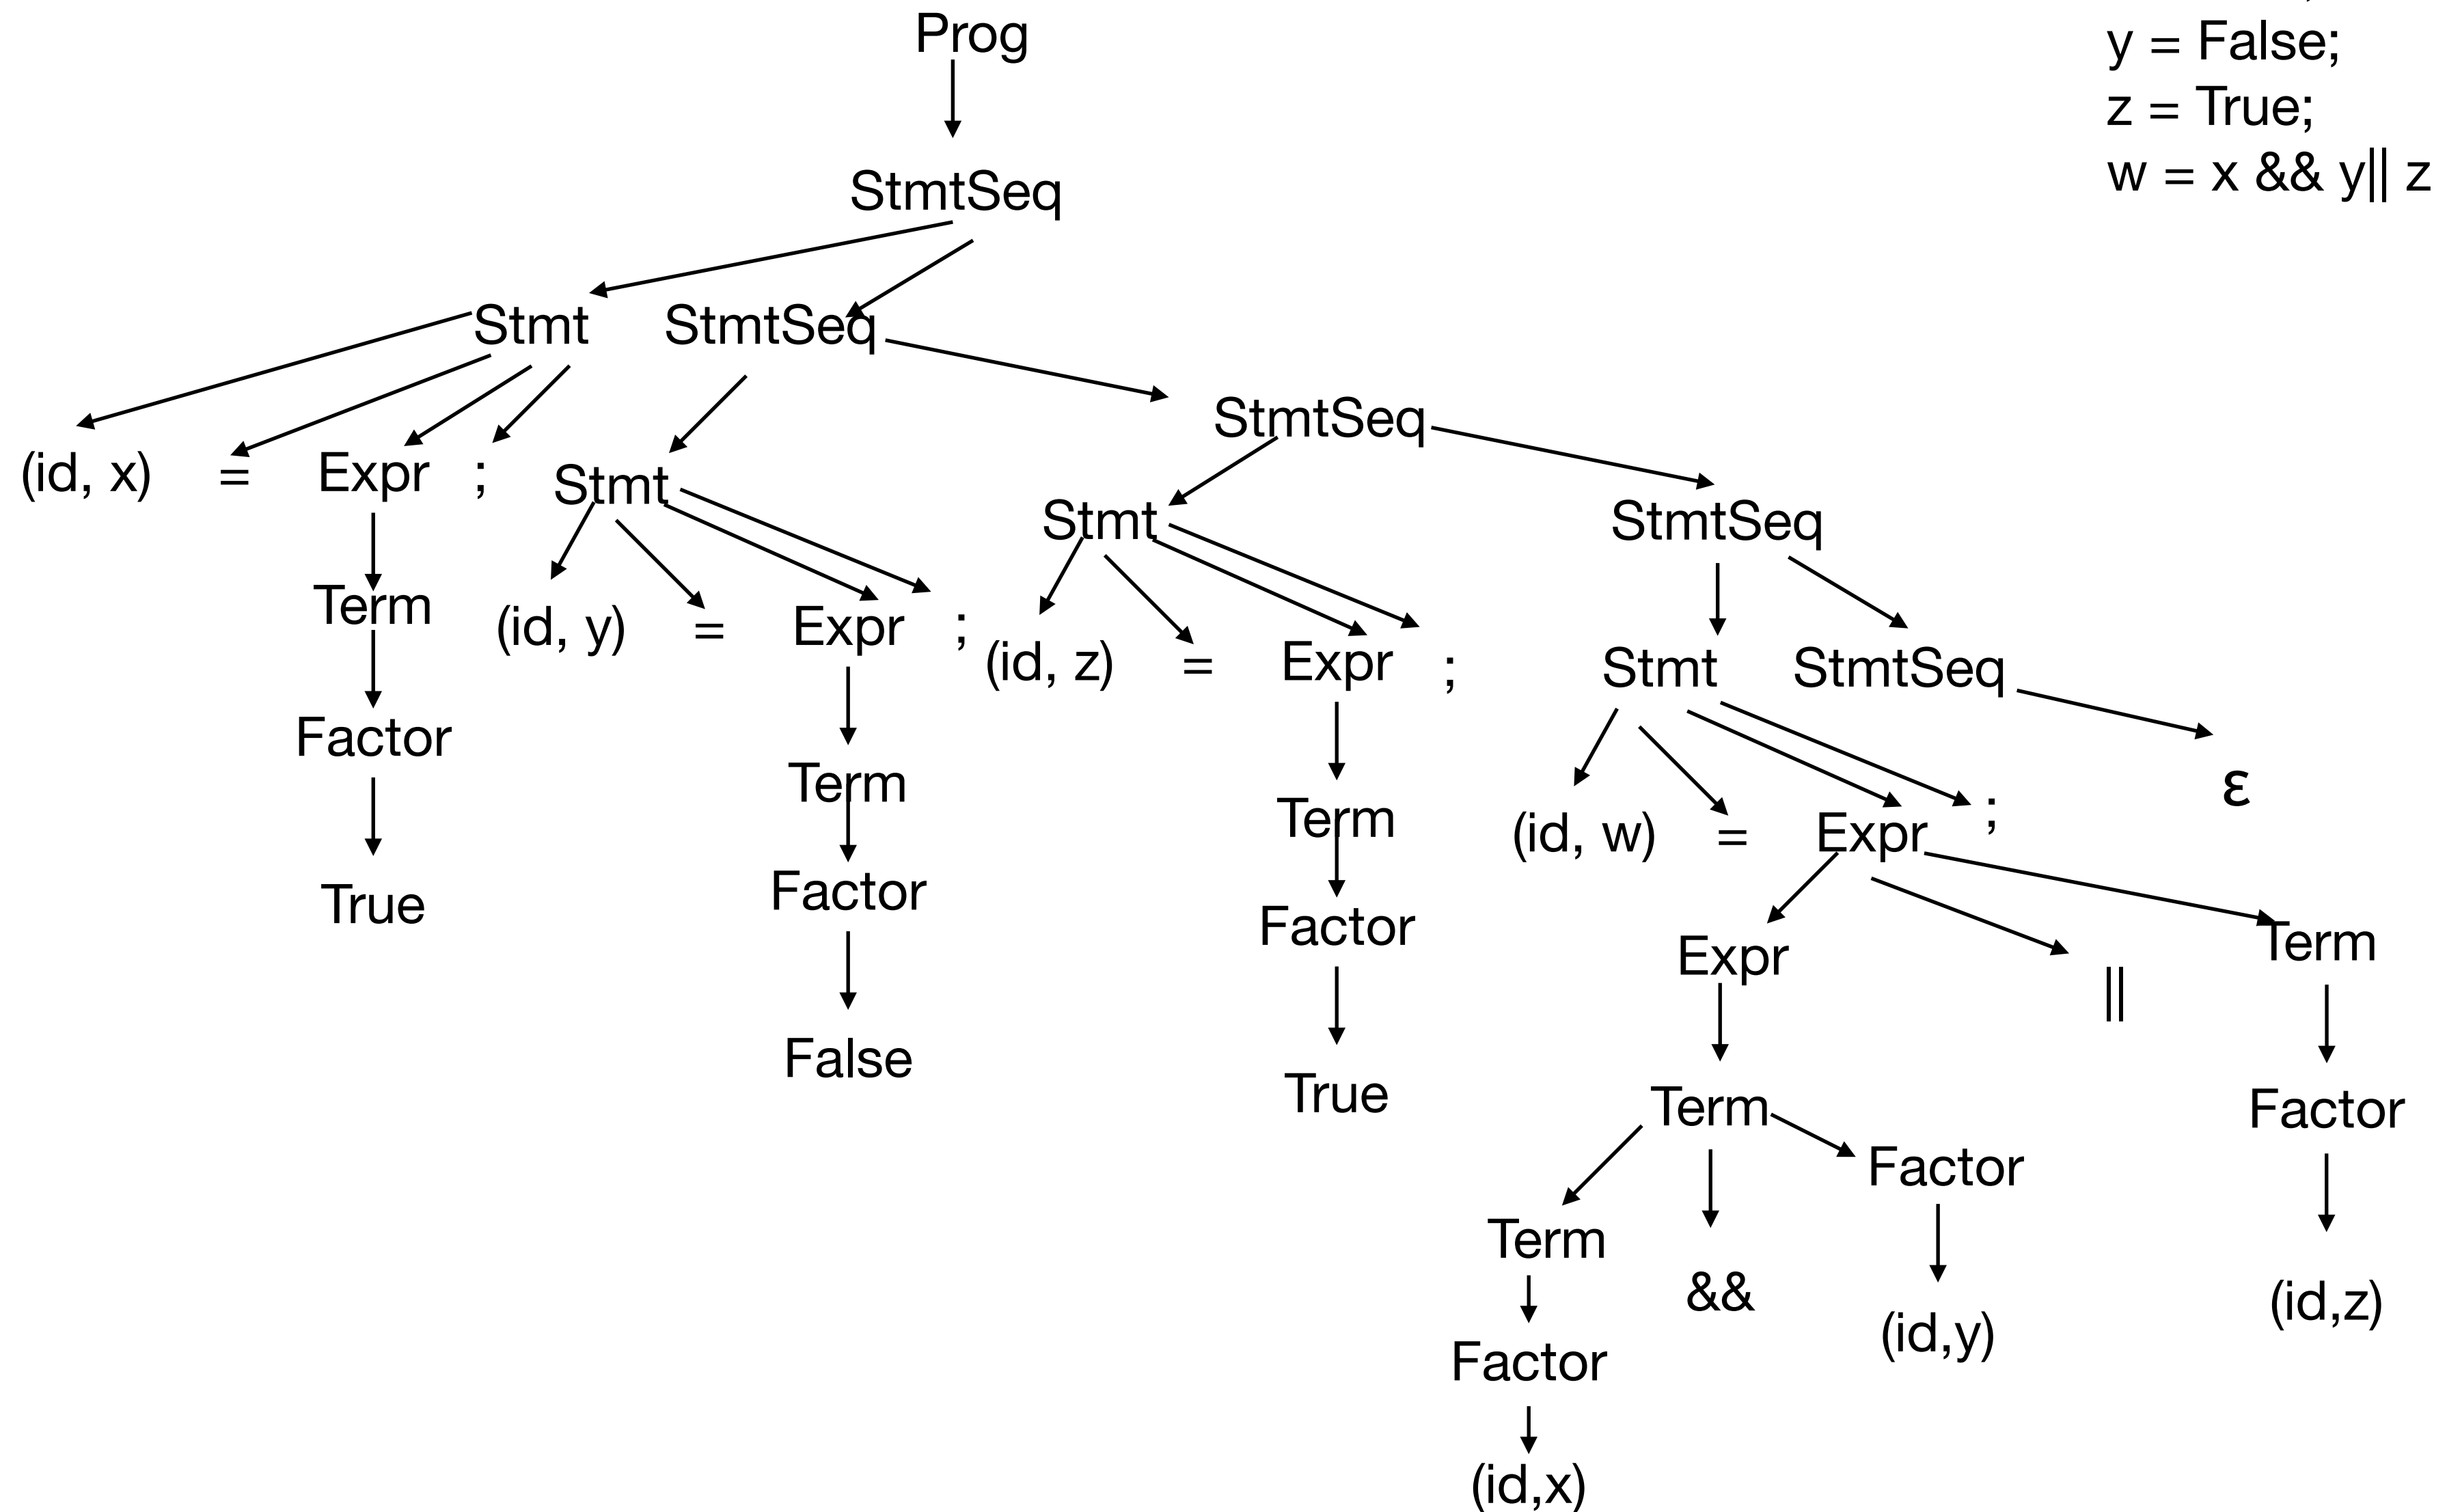 Prog
y = False;
z = True;
w = x && y|| z
StmtSeq
Stmt StmtSeq
StmtSeq
(id, x) = Expr ; Stmt
Stmt StmtSeq
Term (id, y) = Expr ; (id, z) = Expr ;
Stmt StmtSeq
Factor
Term Term (id, w) = Expr ; ε
True Factor Factor
Expr || Term
False True
Term Factor Factor
Term && (id,y) (id,z)
Factor
(id,x)